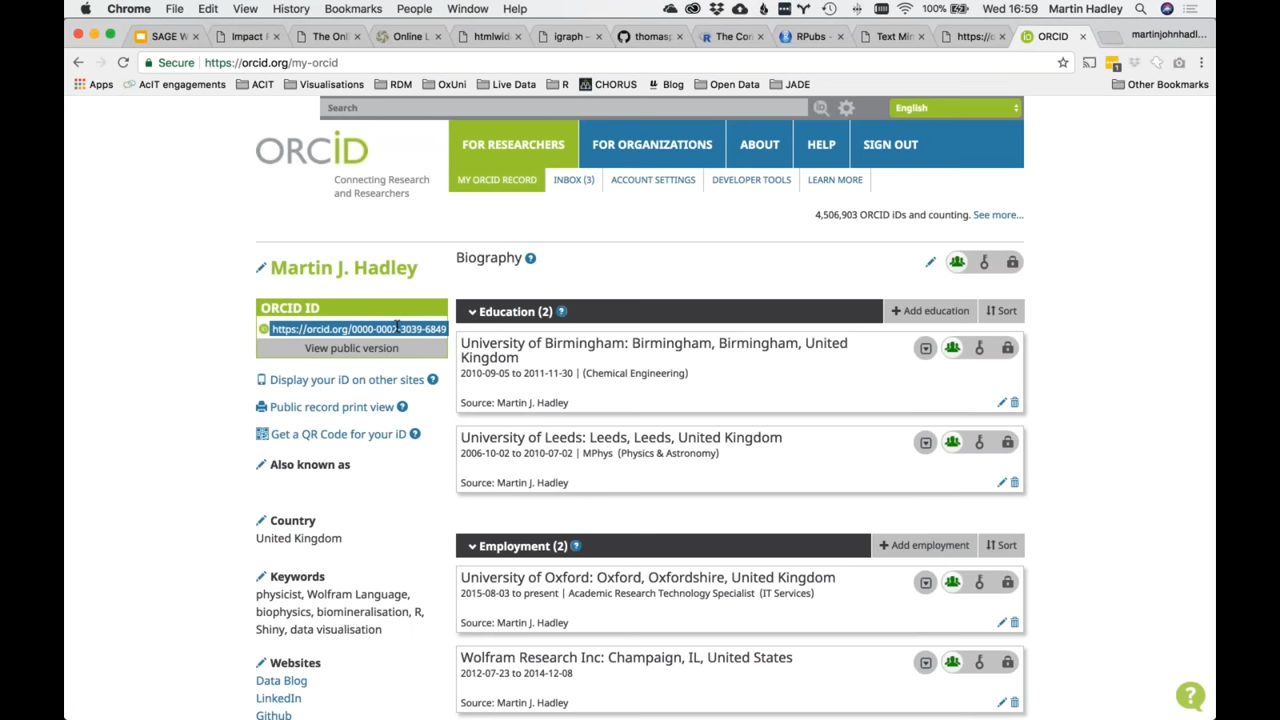 Chrome File Edit View History Bookmarks People Window Help 100% Wed 16:59 Martin Hadley
SAGE W Impact F The Onli Online L htmlwid igraph – thomasp The Con RPubs - Text Min https://c ORCID martinjohnhadl...
Secure https://orcid.org/my-orcid
Apps AcIT engagements ACIT Visualisations RDM OxUni Live Data R CHORUS Blog Open Data JADE Other Bookmarks
Search English
ORCID
Connecting Research
and Researchers
FOR RESEARCHERS FOR ORGANIZATIONS ABOUT HELP SIGN OUT
MY ORCID RECORD INBOX (3) ACCOUNT SETTINGS DEVELOPER TOOLS LEARN MORE
4,506,903 ORCID iDs and counting. See more...
Martin J. Hadley
ORCID ID
https://orcid.org/0000-0002-3039-6849
View public version
Display your iD on other sites
Public record print view
Get a QR Code for your iD
Also known as
Country
United Kingdom
Keywords
physicist, Wolfram Language,
biophysics, biomineralisation, R,
Shiny, data visualisation
Websites
Data Blog
LinkedIn
Github
Biography
Education (2) Add education Sort
University of Birmingham: Birmingham, Birmingham, United
Kingdom
2010-09-05 to 2011-11-30 | (Chemical Engineering)
Source: Martin J. Hadley
University of Leeds: Leeds, Leeds, United Kingdom
2006-10-02 to 2010-07-02 | MPhys (Physics & Astronomy)
Source: Martin J. Hadley
Employment (2) Add employment Sort
University of Oxford: Oxford, Oxfordshire, United Kingdom
2015-08-03 to present | Academic Research Technology Specialist (IT Services)
Source: Martin J. Hadley
Wolfram Research Inc: Champaign, IL, United States
2012-07-23 to 2014-12-08
Source: Martin J. Hadley